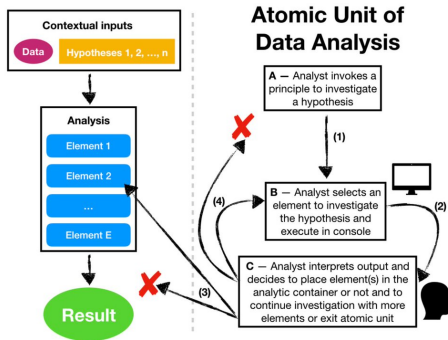 Contextual inputs
Data
Hypotheses 1, 2, ..., n
Analysis
Element 1
Element 2
...
Element E
Result
Atomic Unit of
Data Analysis
A — Analyst invokes a
principle to investigate
a hypothesis
(1)
B — Analyst selects an
element to investigate
the hypothesis and
execute in console
(2)
(4)
C — Analyst interprets output and
decides to place element(s) in the
analytic container or not and to
continue investigation with more
elements or exit atomic unit
(3)